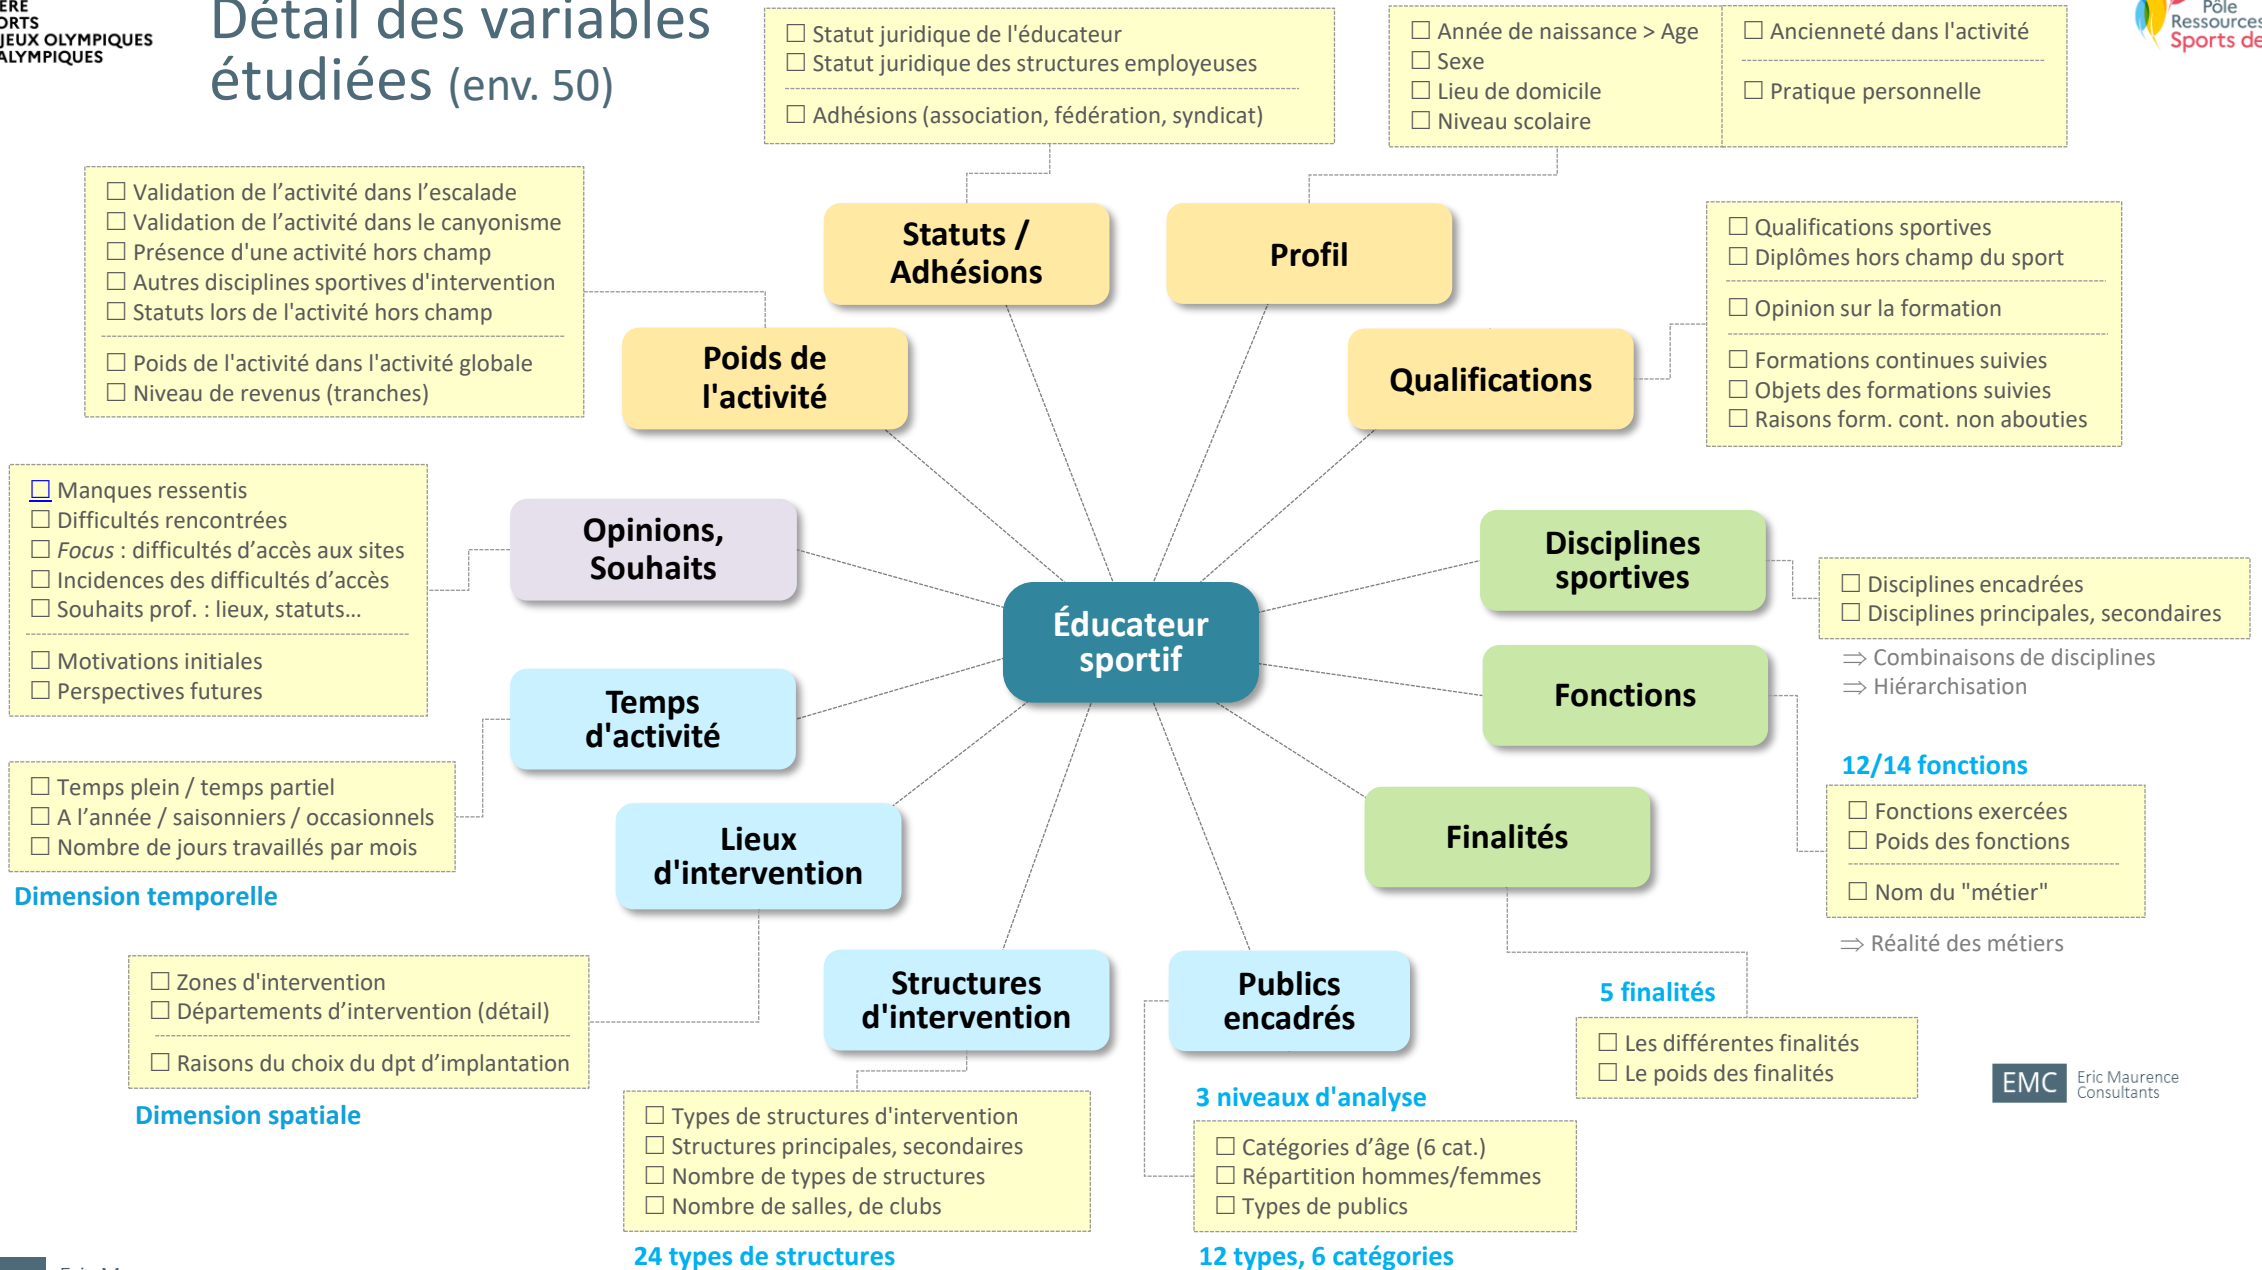 ÈRE
PORTS
JEUX OLYMPIQUES
ALYMPIQUES
Détail des variables
étudiées (env. 50)
☐ Statut juridique de l'éducateur
☐ Statut juridique des structures employeuses
☐ Adhésions (association, fédération, syndicat)
☐ Année de naissance > Age
☐ Sexe
☐ Lieu de domicile
☐ Niveau scolaire
☐ Ancienneté dans l'activité
☐ Pratique personnelle
Pôle
Ressources
Sports de
☐ Validation de l’activité dans l’escalade
☐ Validation de l’activité dans le canyonisme
☐ Présence d'une activité hors champ
☐ Autres disciplines sportives d'intervention
☐ Statuts lors de l'activité hors champ
☐ Poids de l'activité dans l'activité globale
☐ Niveau de revenus (tranches)
Statuts /
Adhésions
Profil
☐ Qualifications sportives
☐ Diplômes hors champ du sport
☐ Opinion sur la formation
☐ Formations continues suivies
☐ Objets des formations suivies
☐ Raisons form. cont. non abouties
Poids de
l'activité
Qualifications
☐ Manques ressentis
☐ Difficultés rencontrées
☐ Focus : difficultés d’accès aux sites
☐ Incidences des difficultés d’accès
☐ Souhaits prof. : lieux, statuts…
☐ Motivations initiales
☐ Perspectives futures
Opinions,
Souhaits
Disciplines
sportives
☐ Disciplines encadrées
☐ Disciplines principales, secondaires
⇒ Combinaisons de disciplines
⇒ Hiérarchisation
Éducateur
sportif
Temps
d'activité
Fonctions
12/14 fonctions
☐ Fonctions exercées
☐ Poids des fonctions
☐ Nom du "métier"
⇒ Réalité des métiers
☐ Temps plein / temps partiel
☐ A l’année / saisonniers / occasionnels
☐ Nombre de jours travaillés par mois
Dimension temporelle
Lieux
d'intervention
Finalités
5 finalités
☐ Les différentes finalités
☐ Le poids des finalités
☐ Zones d'intervention
☐ Départements d’intervention (détail)
☐ Raisons du choix du dpt d’implantation
Dimension spatiale
Structures
d'intervention
Publics
encadrés
☐ Types de structures d'intervention
☐ Structures principales, secondaires
☐ Nombre de types de structures
☐ Nombre de salles, de clubs
24 types de structures
3 niveaux d'analyse
☐ Catégories d’âge (6 cat.)
☐ Répartition hommes/femmes
☐ Types de publics
12 types, 6 catégories
EMC
Eric Maurence
Consultants